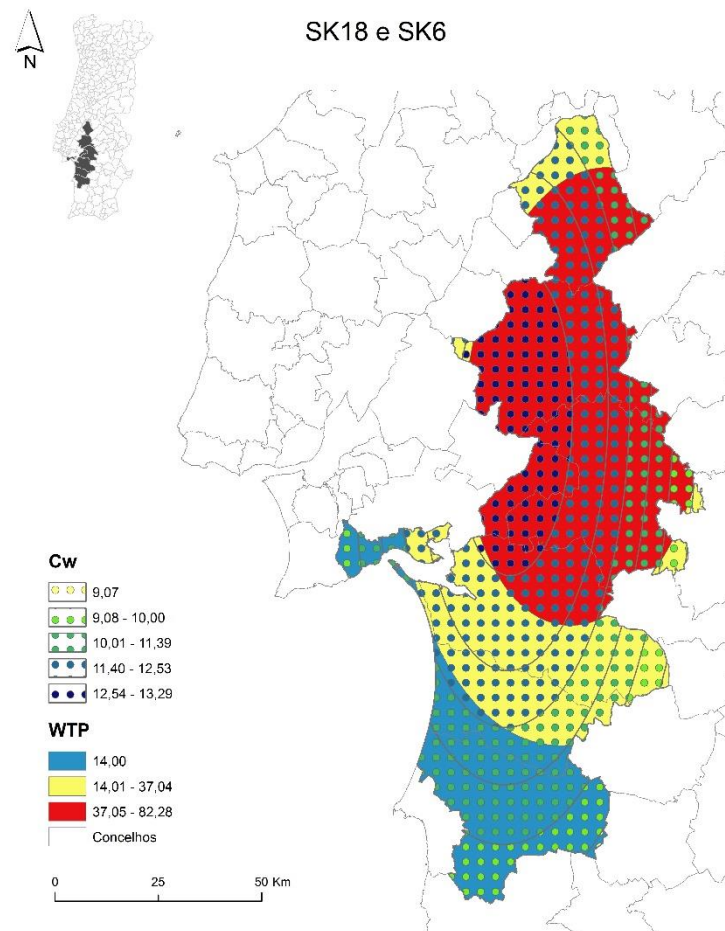 SK18 e SK6
N
Cw
9,07
9,08 - 10,00
10,01 - 11,39
11,40 - 12,53
12,54 - 13,29
WTP
14,00
14,01 - 37,04
37,05 - 82,28
Concelhos
0 25 50 Km